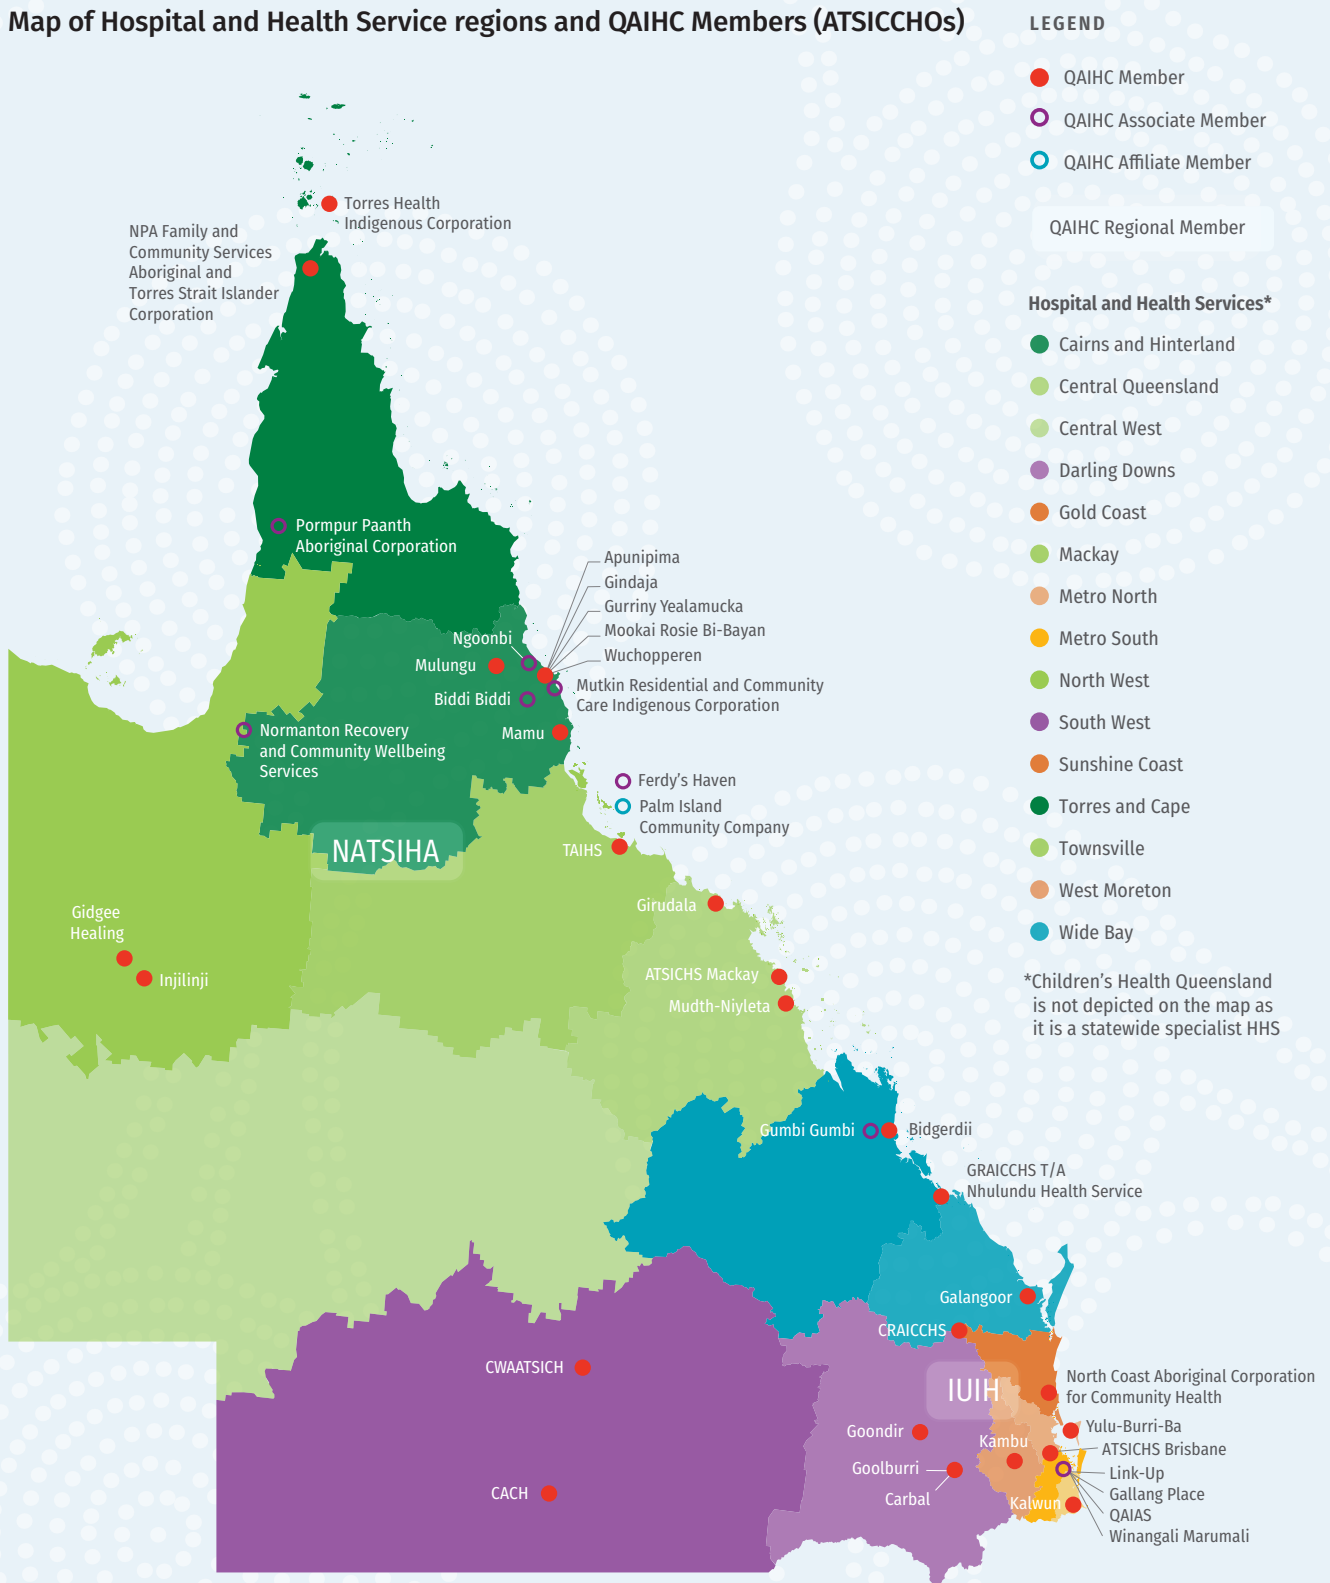 Map of Hospital and Health Service regions and QAIHC Members (ATSICCHOs)
LEGEND
QAIHC Member
QAIHC Associate Member
QAIHC Affiliate Member
QAIHC Regional Member
Hospital and Health Services*
Cairns and Hinterland
Central Queensland
Central West
Darling Downs
Gold Coast
Mackay
Metro North
Metro South
North West
South West
Sunshine Coast
Torres and Cape
Townsville
West Moreton
Wide Bay
*Children’s Health Queensland
is not depicted on the map as
it is a statewide specialist HHS
Torres Health
Indigenous Corporation
NPA Family and
Community Services
Aboriginal and
Torres Strait Islander
Corporation
Pormpur Paanth
Aboriginal Corporation
Apunipima
Gindaja
Gurriny Yealamucka
Mookai Rosie Bi-Bayan
Wuchopperen
Ngoonbi
Mulungu
Biddi Biddi
Mutkin Residential and Community
Care Indigenous Corporation
Mamu
Normanton Recovery
and Community Wellbeing
Services
Ferdy’s Haven
Palm Island
Community Company
NATSIHA
TAIHS
Girudala
Gidgee
Healing
Injilinji
ATSICHS Mackay
Mudth-Niyleta
Gumbi Gumbi
Bidgerdii
GRAICCHS T/A
Nhulundu Health Service
Galangoor
CRAICCHS
CWAATSICH
IUIH
North Coast Aboriginal Corporation
for Community Health
Yulu-Burri-Ba
Goondir
Kambu
ATSICHS Brisbane
Goolburri
Link-Up
Carbal
Gallang Place
CACH
Kalwun
QAIAS
Winangali Marumali